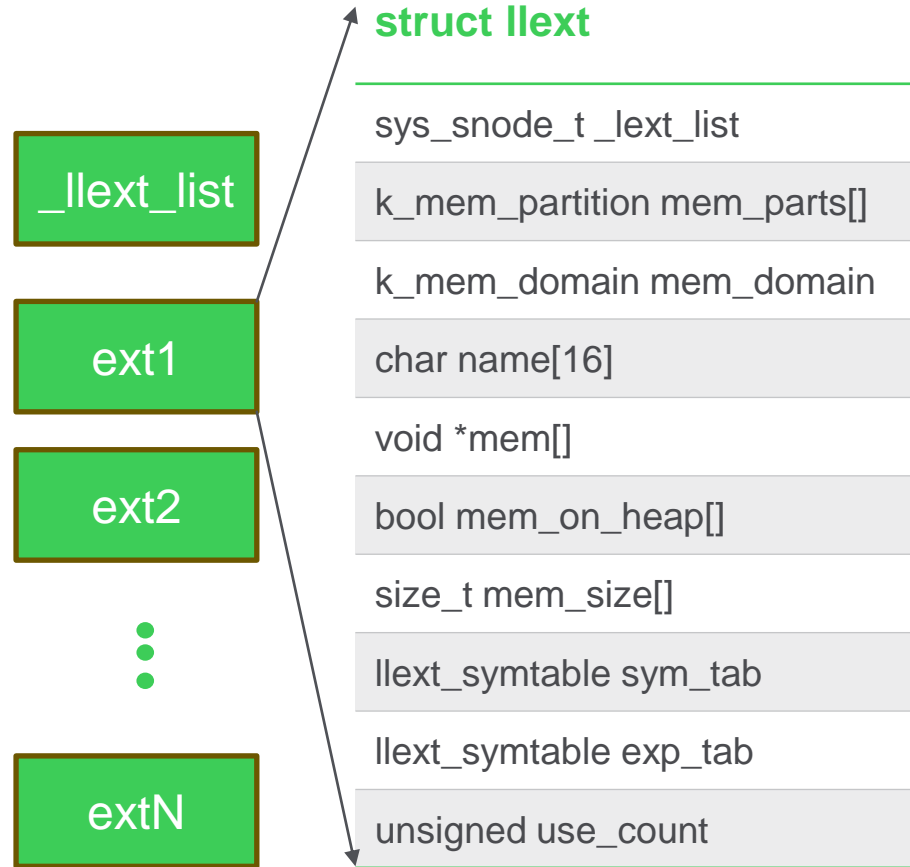 struct llext
_llext_list
ext1
ext2
extN
sys_snode_t _lext_list
k_mem_partition mem_parts[]
k_mem_domain mem_domain
char name[16]
void *mem[]
bool mem_on_heap[]
size_t mem_size[]
llext_symtable sym_tab
llext_symtable exp_tab
unsigned use_count